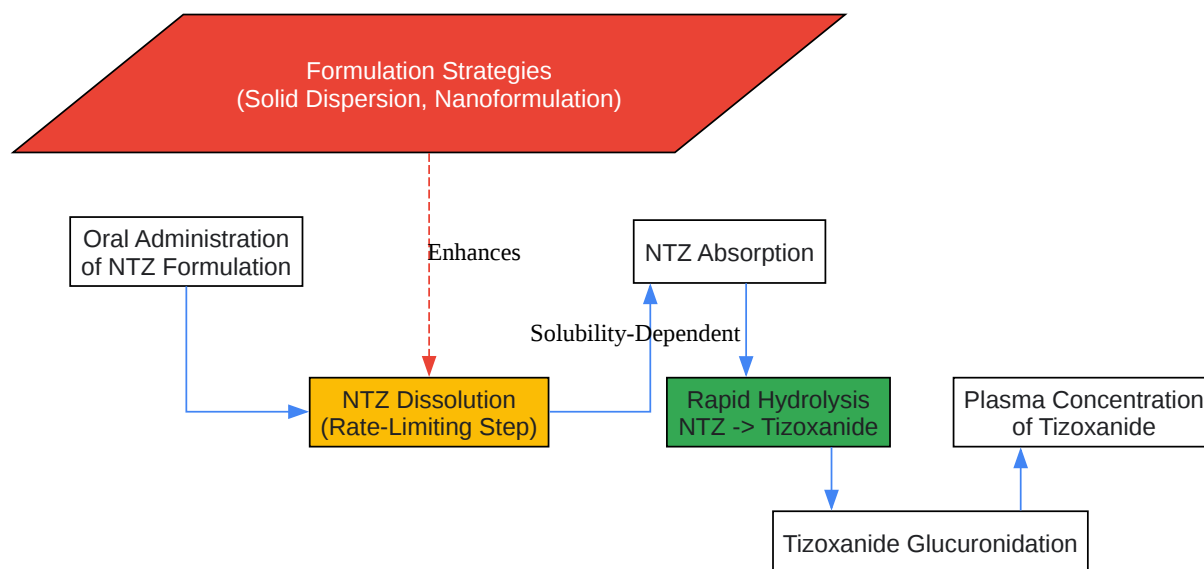 Formulation Strategies
(Solid Dispersion, Nanoformulation)
Oral Administration
of NTZ Formulation
Enhances
NTZ Absorption
Solubility-Dependent
NTZ Dissolution
(Rate-Limiting Step)
Rapid Hydrolysis
NTZ -> Tizoxanide
Plasma Concentration
of Tizoxanide
Tizoxanide Glucuronidation